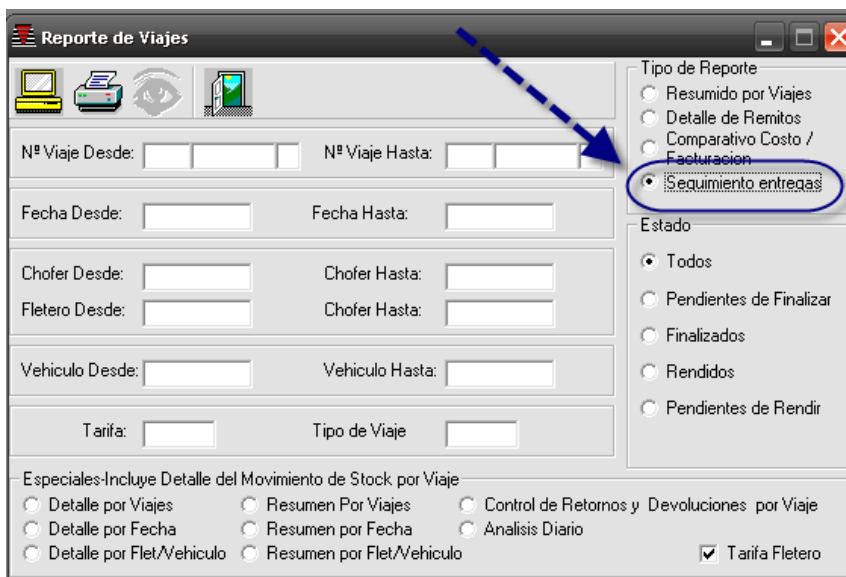 Reporte de Viajes
Tipo de Reporte
Resumido por Viajes
Detalle de Remitos
Comparativo Costo /
Facturacion
Seguimiento entregas
Nº Viaje Desde:
Nº Viaje Hasta:
Fecha Desde:
Fecha Hasta:
Chofer Desde:
Chofer Hasta:
Fletero Desde:
Chofer Hasta:
Vehiculo Desde:
Vehiculo Hasta:
Tarifa:
Tipo de Viaje
Estado
Todos
Pendientes de Finalizar
Finalizados
Rendidos
Pendientes de Rendir
Especiales-Incluye Detalle del Movimiento de Stock por Viaje
Detalle por Viajes
Resumen Por Viajes
Control de Retornos y Devoluciones por Viaje
Detalle por Fecha
Resumen por Fecha
Analisis Diario
Detalle por Flet/Vehiculo
Resumen por Flet/Vehiculo
Tarifa Fletero